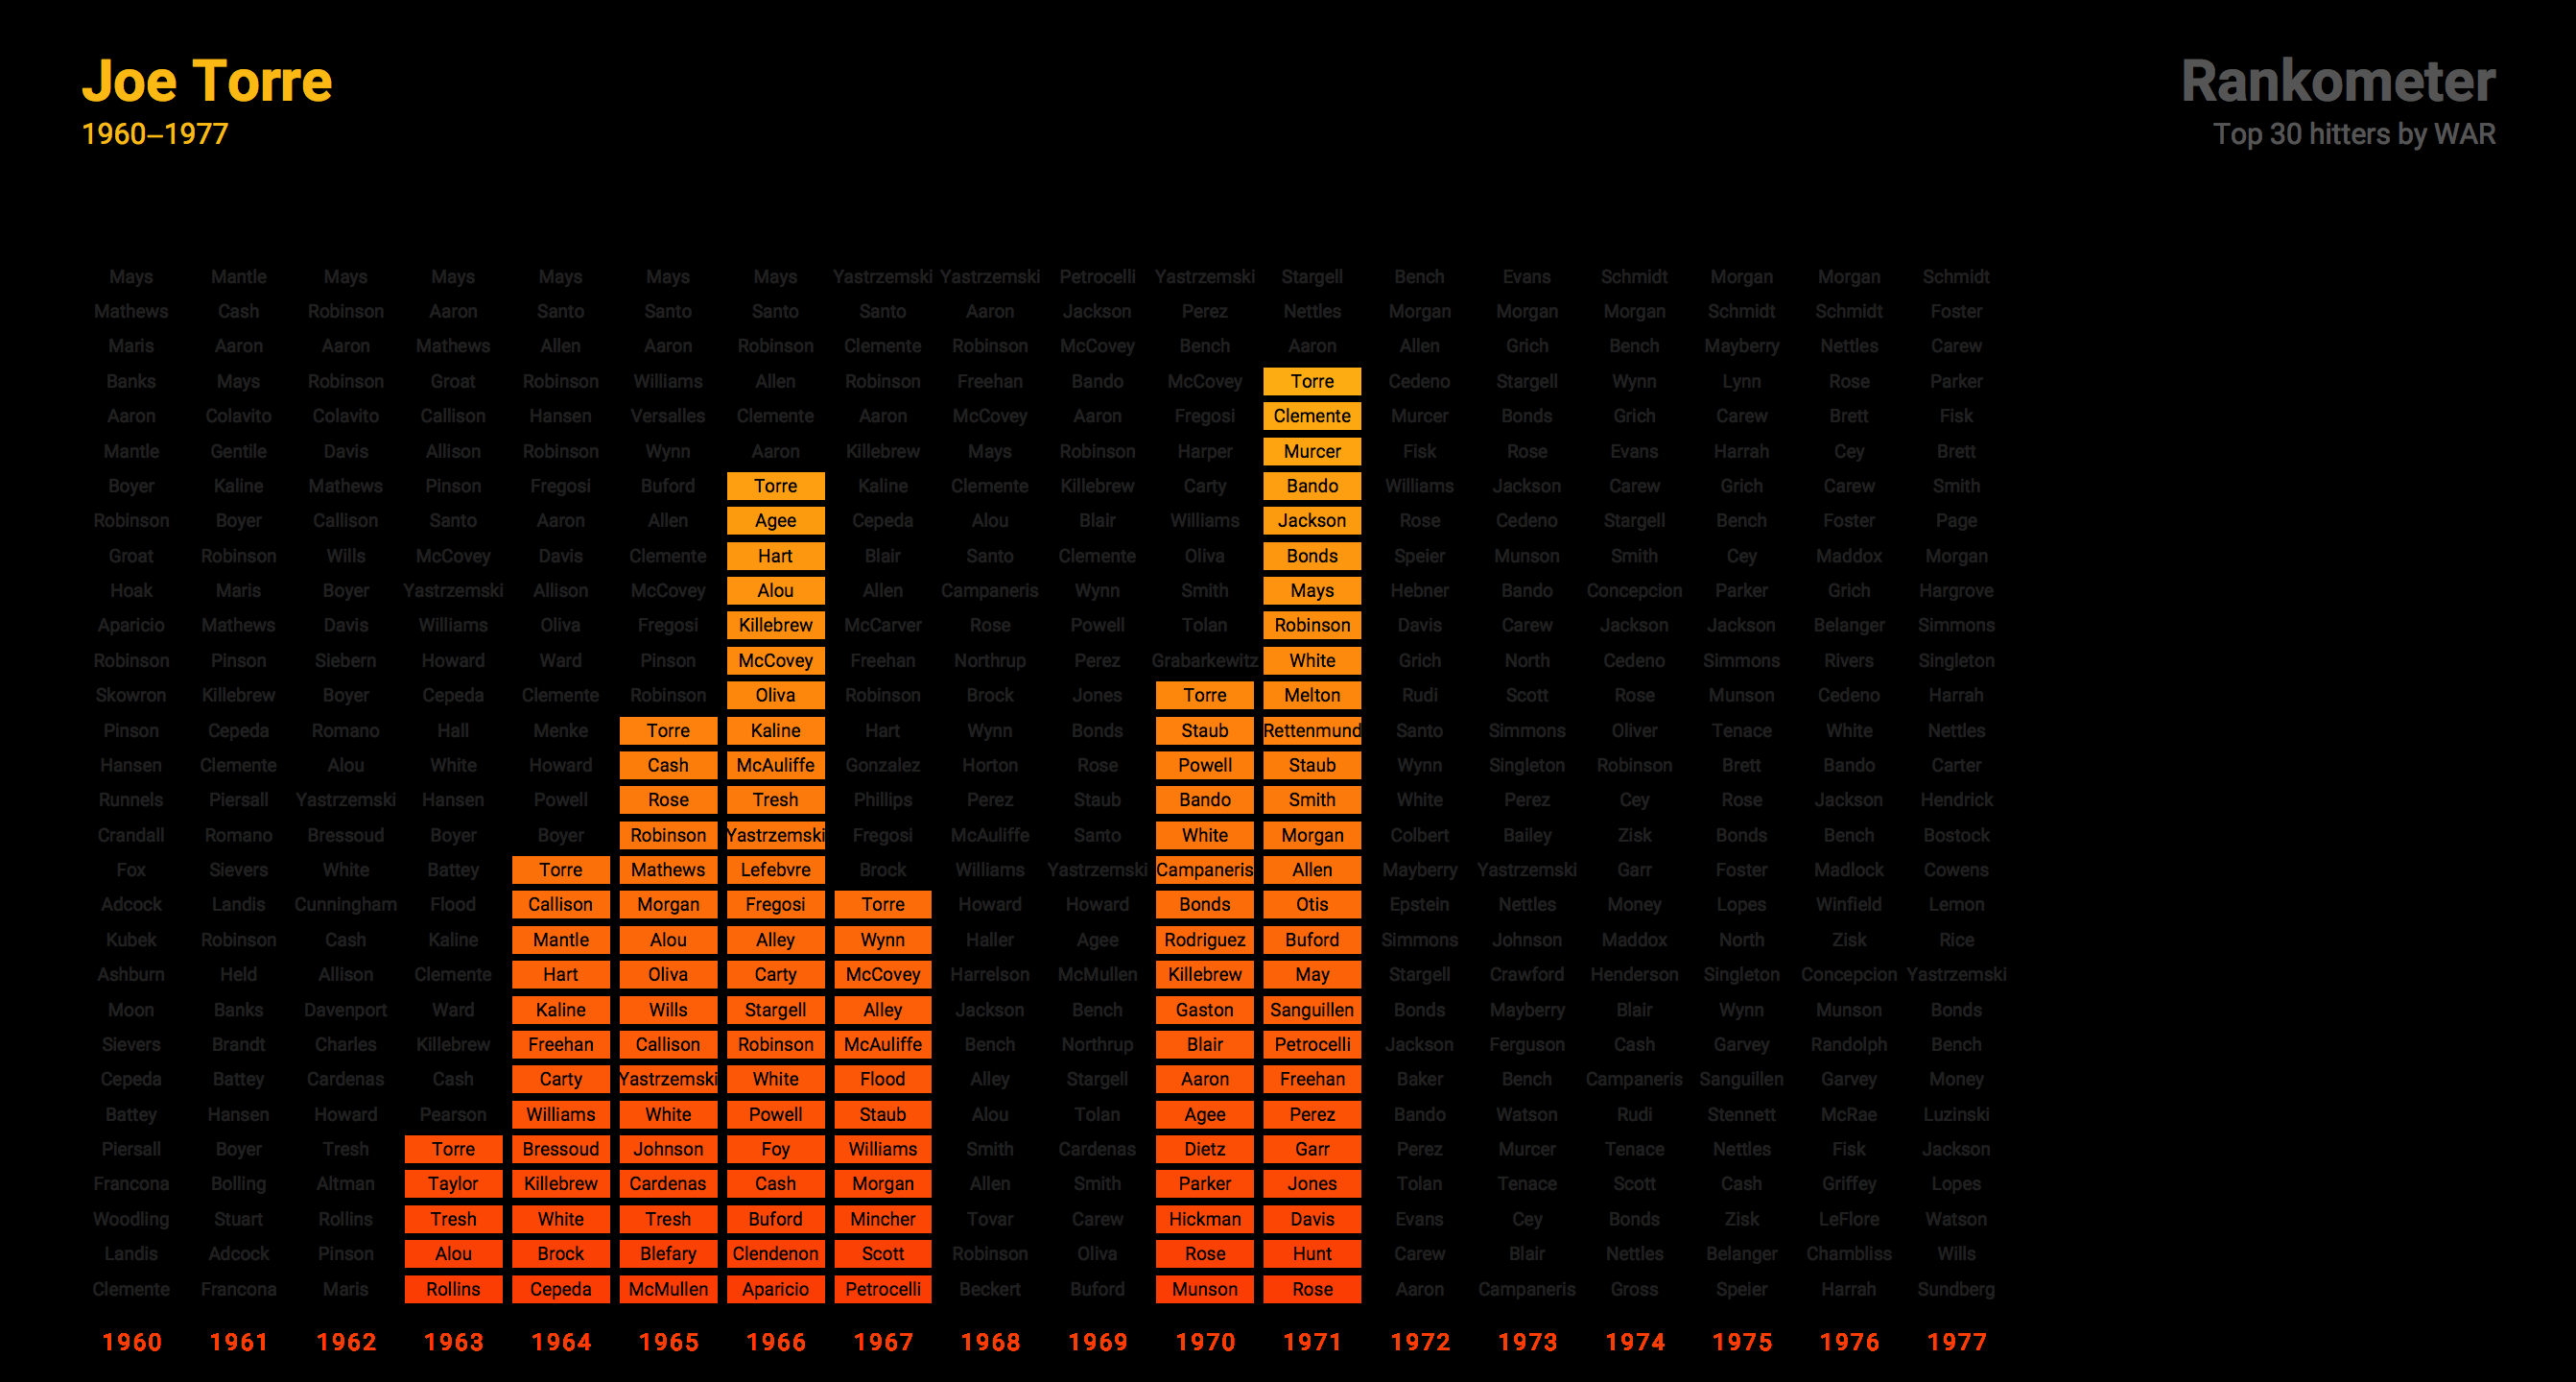 Joe Torre
1960–1977
Rankometer
Top 30 hitters by WAR
Mays Mantle Mays Mays Mays Mays Mays Yastrzemski Yastrzemski Petrocelli Yastrzemski Stargell Bench Evans Schmidt Morgan Morgan Schmidt
Mathews Cash Robinson Aaron Santo Santo Santo Santo Aaron Jackson Perez Nettles Morgan Morgan Morgan Schmidt Schmidt Foster
Maris Aaron Aaron Mathews Allen Aaron Robinson Clemente Robinson McCovey Bench Aaron Allen Grich Bench Mayberry Nettles Carew
Banks Mays Robinson Groat Robinson Williams Allen Robinson Freehan Bando McCovey Torre Cedeno Stargell Wynn Lynn Rose Parker
Aaron Colavito Colavito Callison Hansen Versalles Clemente Aaron McCovey Aaron Fregosi Clemente Murcer Bonds Grich Carew Brett Fisk
Mantle Gentile Davis Allison Robinson Wynn Aaron Killebrew Mays Robinson Harper Murcer Fisk Rose Evans Harrah Cey Brett
Boyer Kaline Mathews Pinson Fregosi Buford Torre Kaline Clemente Killebrew Carty Bando Williams Jackson Carew Grich Carew Smith
Robinson Boyer Callison Santo Aaron Allen Agee Cepeda Alou Blair Williams Jackson Rose Cedeno Stargell Bench Foster Page
Groat Robinson Wills McCovey Davis Clemente Hart Blair Santo Clemente Oliva Bonds Speier Munson Smith Cey Maddox Morgan
Hoak Maris Boyer Yastrzemski Allison McCovey Alou Allen Campaneris Wynn Smith Mays Hebner Bando Concepcion Parker Grich Hargrove
Aparicio Mathews Davis Williams Oliva Fregosi Killebrew McCarver Rose Powell Tolan Robinson Davis Carew Jackson Jackson Belanger Simmons
Robinson Pinson Siebern Howard Ward Pinson McCovey Freehan Northrup Perez Grabarkewitz White Grich North Cedeno Simmons Rivers Singleton
Skowron Killebrew Boyer Cepeda Clemente Robinson Oliva Robinson Brock Jones Torre Melton Rudi Scott Rose Munson Cedeno Harrah
Pinson Cepeda Romano Hall Menke Torre Kaline Hart Wynn Bonds Staub Rettenmund Santo Simmons Oliver Tenace White Nettles
Hansen Clemente Alou White Howard Cash McAuliffe Gonzalez Horton Rose Powell Staub Wynn Singleton Robinson Brett Bando Carter
Runnels Piersall Yastrzemski Hansen Powell Rose Tresh Phillips Perez Staub Bando Smith White Perez Cey Rose Jackson Hendrick
Crandall Romano Bressoud Boyer Boyer Robinson Yastrzemski Fregosi McAuliffe Santo White Morgan Colbert Bailey Zisk Bonds Bench Bostock
Fox Sievers White Battey Torre Mathews Lefebvre Brock Williams Yastrzemski Campaneris Allen Mayberry Yastrzemski Garr Foster Madlock Cowens
Adcock Landis Cunningham Flood Callison Morgan Fregosi Torre Howard Howard Bonds Otis Epstein Nettles Money Lopes Winfield Lemon
Kubek Robinson Cash Kaline Mantle Alou Alley Wynn Haller Agee Rodriguez Buford Simmons Johnson Maddox North Zisk Rice
Ashburn Held Allison Clemente Hart Oliva Carty McCovey Harrelson McMullen Killebrew May Stargell Crawford Henderson Singleton Concepcion Yastrzemski
Moon Banks Davenport Ward Kaline Wills Stargell Alley Jackson Bench Gaston Sanguillen Bonds Mayberry Blair Wynn Munson Bonds
Sievers Brandt Charles Killebrew Freehan Callison Robinson McAuliffe Bench Northrup Blair Petrocelli Jackson Ferguson Cash Garvey Randolph Bench
Cepeda Battey Cardenas Cash Carty Yastrzemski White Flood Alley Stargell Aaron Freehan Baker Bench Campaneris Sanguillen Garvey Money
Battey Hansen Howard Pearson Williams White Powell Staub Alou Tolan Agee Perez Bando Watson Rudi Stennett McRae Luzinski
Piersall Boyer Tresh Torre Bressoud Johnson Foy Williams Smith Cardenas Dietz Garr Perez Murcer Tenace Nettles Fisk Jackson
Francona Bolling Altman Taylor Killebrew Cardenas Cash Morgan Allen Smith Parker Jones Tolan Tenace Scott Cash Griffey Lopes
Woodling Stuart Rollins Tresh White Tresh Buford Mincher Tovar Carew Hickman Davis Evans Cey Bonds Zisk LeFlore Watson
Landis Adcock Pinson Alou Brock Blefary Clendenon Scott Robinson Oliva Rose Hunt Carew Blair Nettles Belanger Chambliss Wills
Clemente Francona Maris Rollins Cepeda McMullen Aparicio Petrocelli Beckert Buford Munson Rose Aaron Campaneris Gross Speier Harrah Sundberg
1960 1961 1962 1963 1964 1965 1966 1967 1968 1969 1970 1971 1972 1973 1974 1975 1976 1977